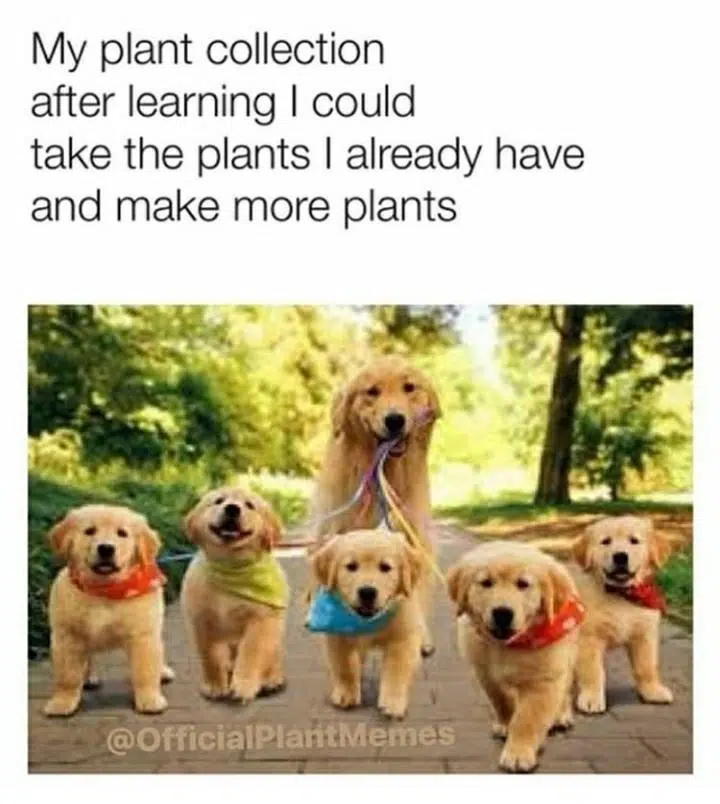 My plant collection
after learning I could
take the plants I already have
and make more plants
@OfficialPlantMemes